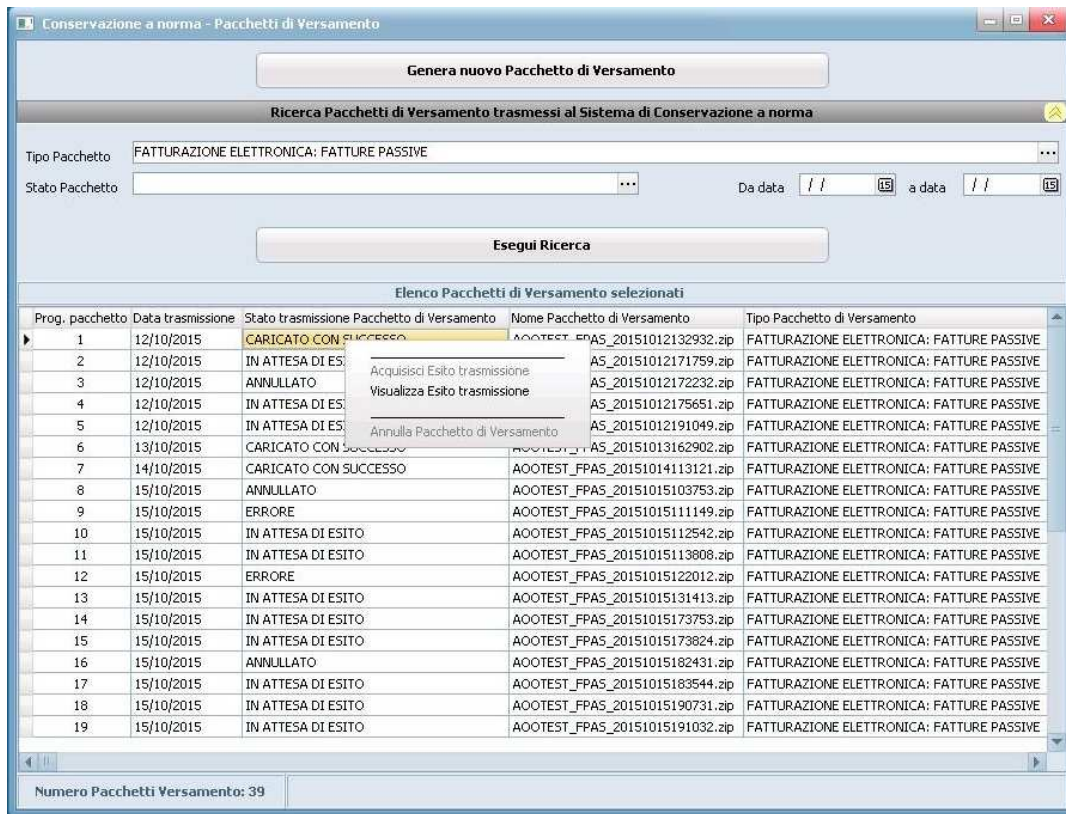 Conservazione a norma - Pacchetti di Versamento
Genera nuovo Pacchetto di Versamento
Ricerca Pacchetti di Versamento trasmessi al Sistema di Conservazione a norma
Tipo Pacchetto FATTURAZIONE ELETTRONICA: FATTURE PASSIVE ...
Stato Pacchetto ... Da data / / 15 a data / / 15
Esegui Ricerca
Elenco Pacchetti di Versamento selezionati
Prog. pacchetto Data trasmissione Stato trasmissione Pacchetto di Versamento Nome Pacchetto di Versamento Tipo Pacchetto di Versamento
1 12/10/2015 CARICATO CON SUCCESSO AOOTEST_FPAS_20151012132932.zip FATTURAZIONE ELETTRONICA: FATTURE PASSIVE
2 12/10/2015 IN ATTESA DI ES AS_20151012171759.zip FATTURAZIONE ELETTRONICA: FATTURE PASSIVE
Acquisisci Esito trasmissione
3 12/10/2015 ANNULLATO AS_20151012172232.zip FATTURAZIONE ELETTRONICA: FATTURE PASSIVE
Visualizza Esito trasmissione
4 12/10/2015 IN ATTESA DI ES AS_20151012175651.zip FATTURAZIONE ELETTRONICA: FATTURE PASSIVE
5 12/10/2015 IN ATTESA DI ES AS_20151012191049.zip FATTURAZIONE ELETTRONICA: FATTURE PASSIVE
Annulla Pacchetto di Versamento
6 13/10/2015 CARICATO CON SUCCESSO AOOTEST_FPAS_20151013162902.zip FATTURAZIONE ELETTRONICA: FATTURE PASSIVE
7 14/10/2015 CARICATO CON SUCCESSO AOOTEST_FPAS_20151014113121.zip FATTURAZIONE ELETTRONICA: FATTURE PASSIVE
8 15/10/2015 ANNULLATO AOOTEST_FPAS_20151015103753.zip FATTURAZIONE ELETTRONICA: FATTURE PASSIVE
9 15/10/2015 ERRORE AOOTEST_FPAS_20151015111149.zip FATTURAZIONE ELETTRONICA: FATTURE PASSIVE
10 15/10/2015 IN ATTESA DI ESITO AOOTEST_FPAS_20151015112542.zip FATTURAZIONE ELETTRONICA: FATTURE PASSIVE
11 15/10/2015 IN ATTESA DI ESITO AOOTEST_FPAS_20151015113808.zip FATTURAZIONE ELETTRONICA: FATTURE PASSIVE
12 15/10/2015 ERRORE AOOTEST_FPAS_20151015122012.zip FATTURAZIONE ELETTRONICA: FATTURE PASSIVE
13 15/10/2015 IN ATTESA DI ESITO AOOTEST_FPAS_20151015131413.zip FATTURAZIONE ELETTRONICA: FATTURE PASSIVE
14 15/10/2015 IN ATTESA DI ESITO AOOTEST_FPAS_20151015173753.zip FATTURAZIONE ELETTRONICA: FATTURE PASSIVE
15 15/10/2015 IN ATTESA DI ESITO AOOTEST_FPAS_20151015173824.zip FATTURAZIONE ELETTRONICA: FATTURE PASSIVE
16 15/10/2015 ANNULLATO AOOTEST_FPAS_20151015182431.zip FATTURAZIONE ELETTRONICA: FATTURE PASSIVE
17 15/10/2015 IN ATTESA DI ESITO AOOTEST_FPAS_20151015183544.zip FATTURAZIONE ELETTRONICA: FATTURE PASSIVE
18 15/10/2015 IN ATTESA DI ESITO AOOTEST_FPAS_20151015190731.zip FATTURAZIONE ELETTRONICA: FATTURE PASSIVE
19 15/10/2015 IN ATTESA DI ESITO AOOTEST_FPAS_20151015191032.zip FATTURAZIONE ELETTRONICA: FATTURE PASSIVE
Numero Pacchetti Versamento: 39